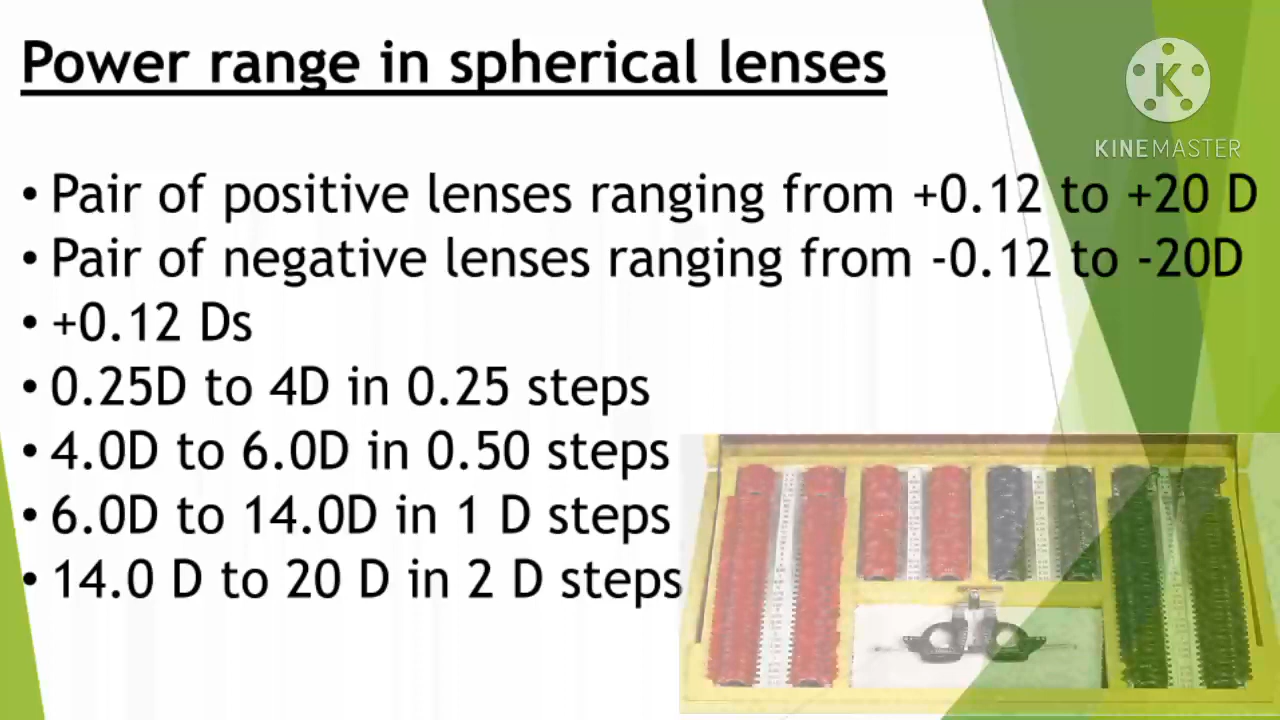 Power range in spherical lenses
KINEMASTER
• Pair of positive lenses ranging from +0.12 to +20 D
• Pair of negative lenses ranging from -0.12 to -20D
• +0.12 Ds
• 0.25D to 4D in 0.25 steps
• 4.0D to 6.0D in 0.50 steps
• 6.0D to 14.0D in 1 D steps
• 14.0 D to 20 D in 2 D steps